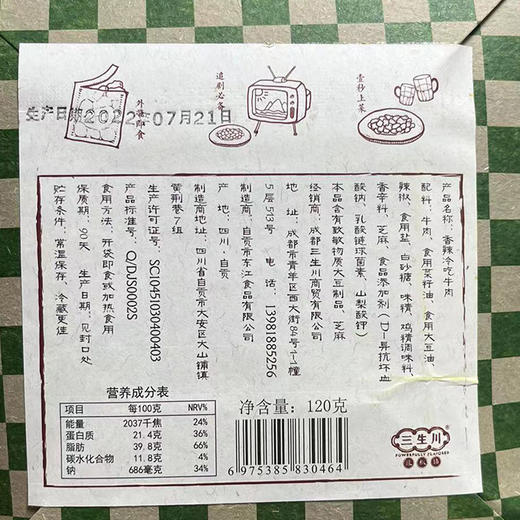 外带即食
追剧必备
壹秒上菜
生产日期2022 07月21日
产品名称：香辣冷吃牛肉
配料：牛肉、食用菜籽油、食用大豆油、
辣椒、食用盐、白砂糖、味精、鸡精调味料、
香辛料、芝麻、食品添加剂（D-异抗坏血
酸钠、乳酸链球菌素、山梨酸钾）
本品含有致敏物质大豆制品、芝麻
经销商：成都三生川商贸有限公司
地址：成都市青羊区西大街84号1-1幢
5层513号 电话：13981885256
制造商：自贡市东江食品有限公司
产地：四川·自贡
制造商地址：四川省自贡市大安区大山铺镇
黄荆巷7组
生产许可证号：SC10451030400403
产品标准号：Q/DJS0002S
食用方法：开袋即食或加热食用
保质期：90天 生产日期：见封口处
贮存条件：常温保存，冷藏更佳
营养成分表
项目 每100克 NRV%
能量 2037千焦 24%
蛋白质 21.4克 36%
脂肪 39.8克 66%
碳水化合物 11.8克 4%
钠 686毫克 34%
净含量：120克
6 975385 830464
三生川
POWERFULLY FLAVORED